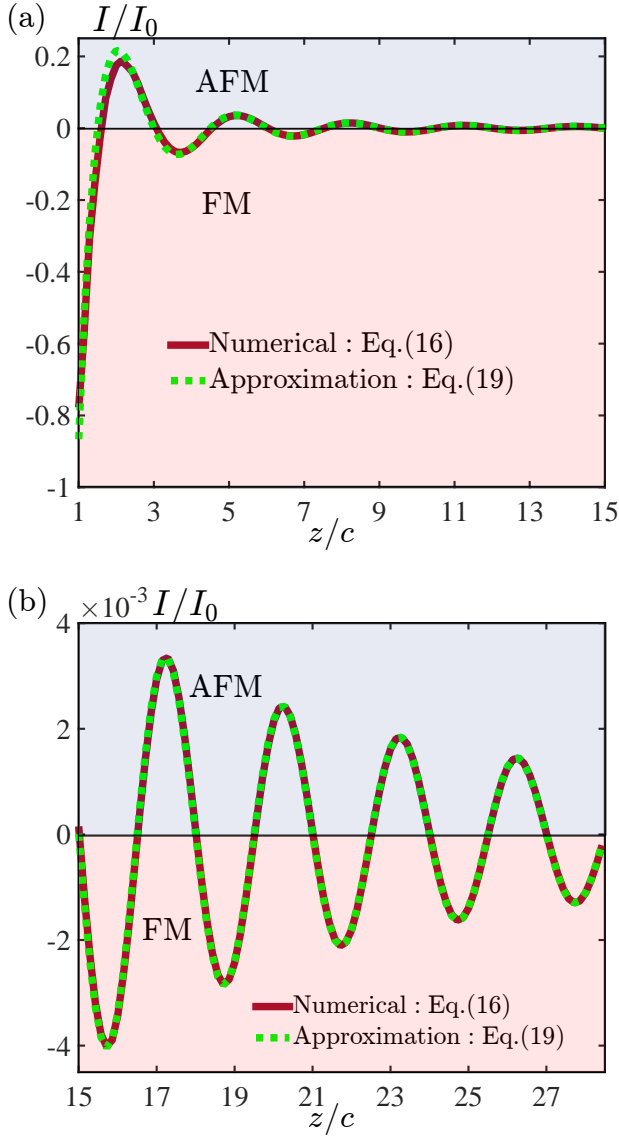 (a) I/I₀
0.2
AFM
0
FM
-0.2
-0.4
-0.6
Numerical : Eq.(16)
Approximation : Eq.(19)
-0.8
-1
1 3 5 7 9 11 13 15
z/c
(b) ×10⁻³ I/I₀
4
AFM
2
0
FM
-2
Numerical : Eq.(16)
Approximation : Eq.(19)
-4
15 17 19 21 23 25 27
z/c